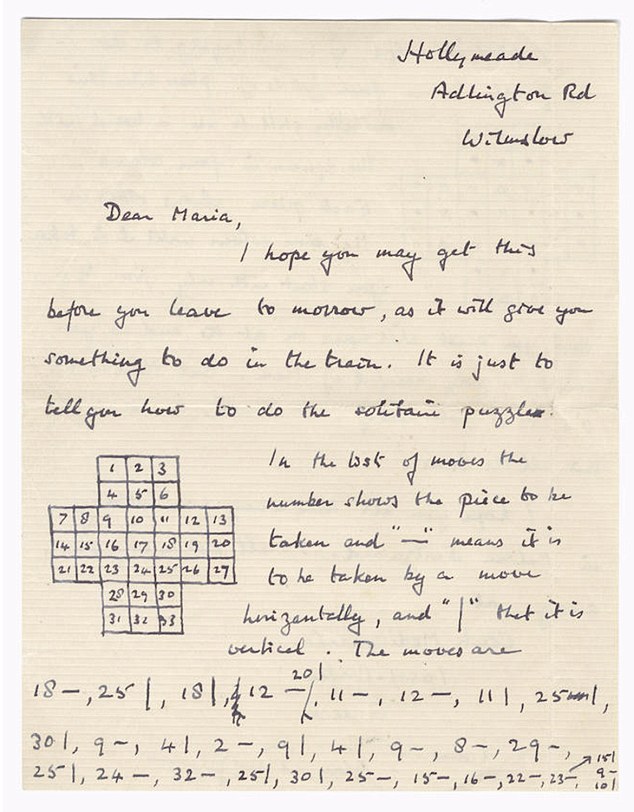 Hollymeade
Adlington Rd
Wilmslow
Dear Maria,
I hope you may get this
before you leave to morrow, as it will give you
something to do in the train. It is just to
tell you how to do the solitaire puzzle.
In the list of moves the
number shows the piece to be
taken and "—" means it is
to be taken by a move
horizontally, and "|" that it is
vertical. The moves are
1 2 3
4 5 6
7 8 9 10 11 12 13
14 15 16 17 18 19 20
21 22 23 24 25 26 27
28 29 30
31 32 33
20|
18 –, 25 |, 18 |, 12 –, 11 –, 12 –, 11 |, 25 |,
30 |, 9 –, 4 |, 2 –, 9 |, 4 |, 9 –, 8 –, 29 –,
25 |, 24 –, 32 –, 25 |, 30 |, 25 –, 15 –, 16 –, 22 –, 23 –,
15 |
9 –
10 |